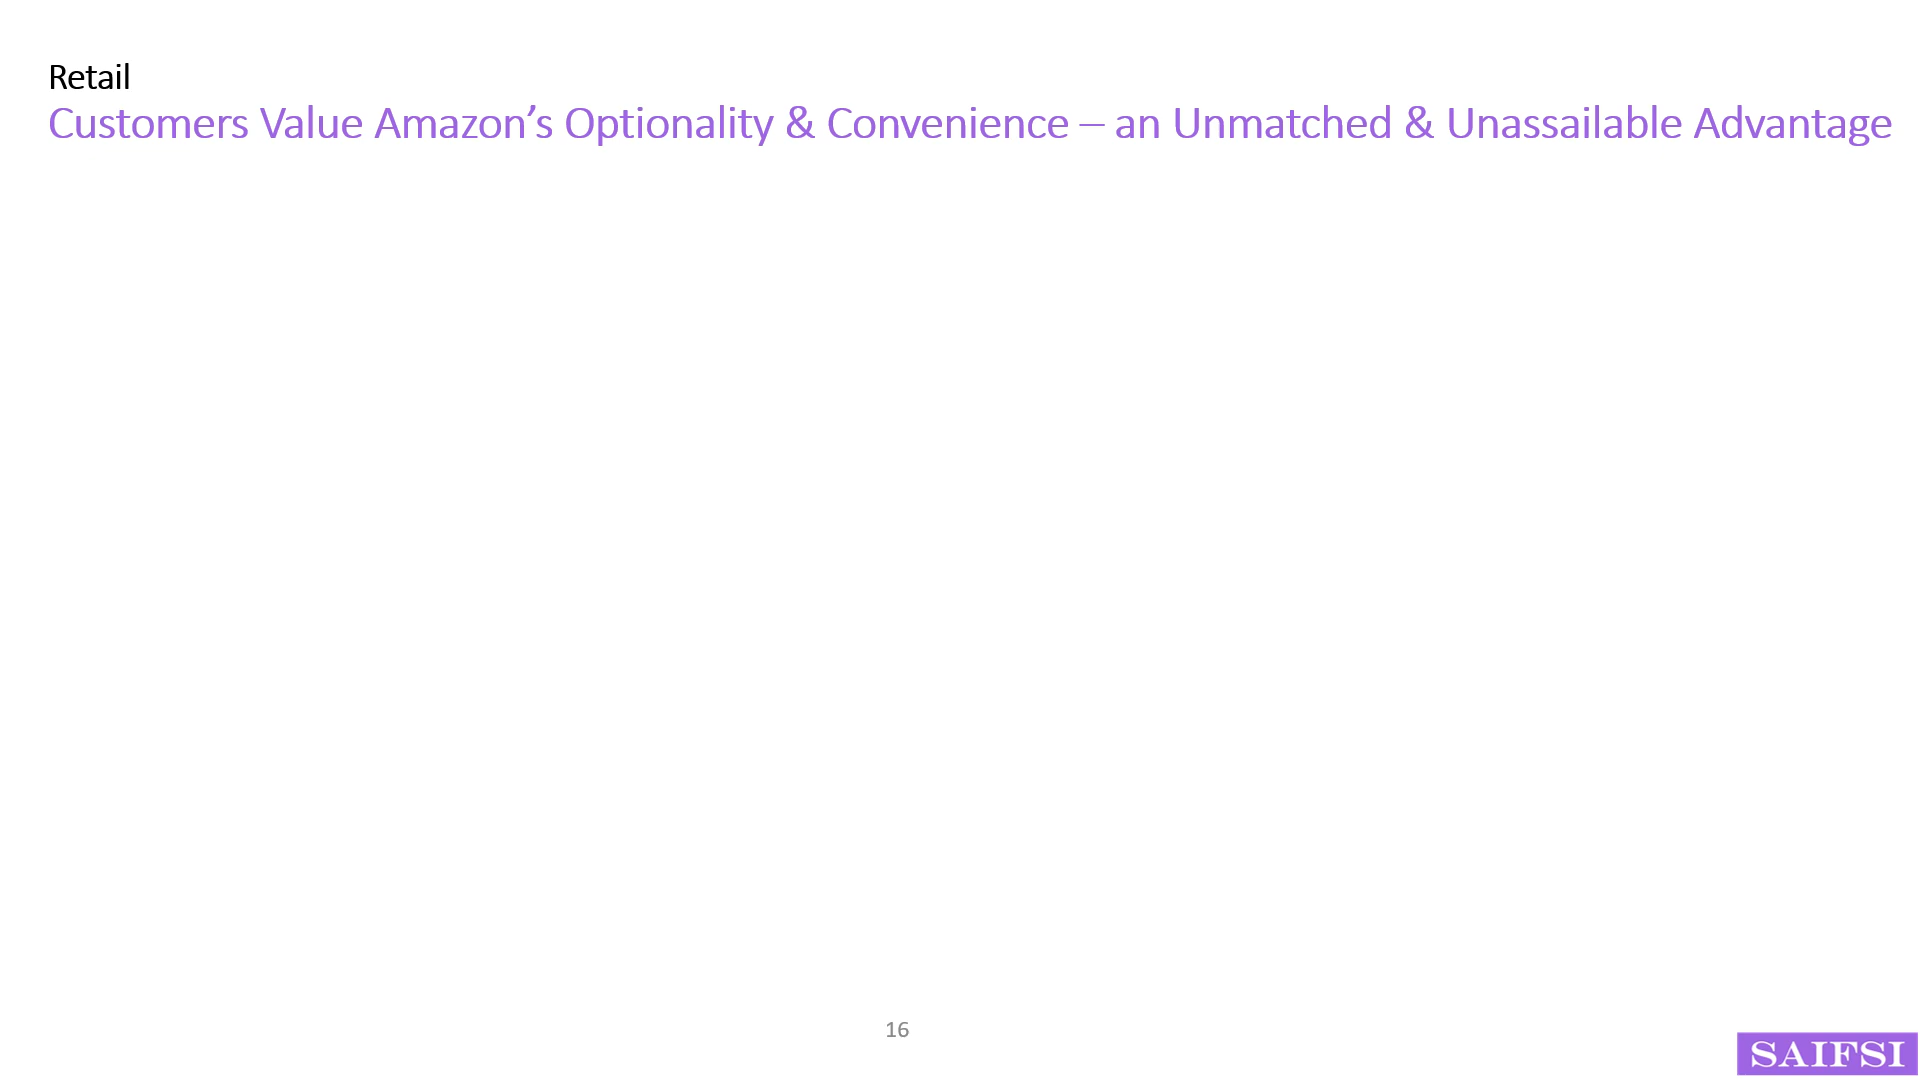 Retail
Customers Value Amazon’s Optionality & Convenience – an Unmatched & Unassailable Advantage
16
SAIFSI